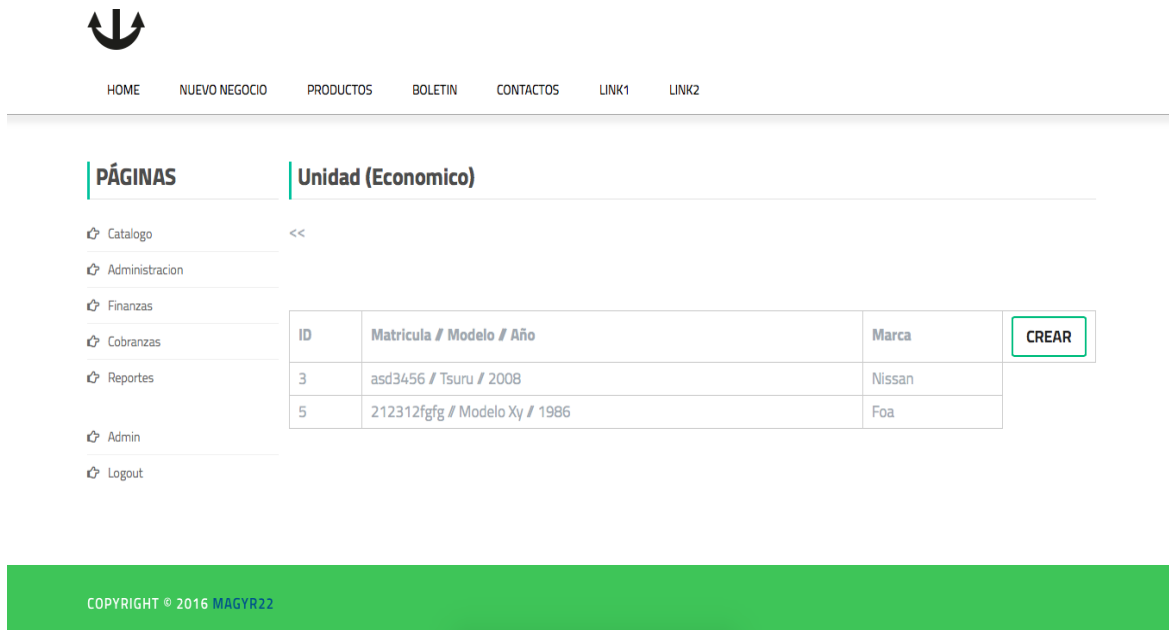 HOME NUEVO NEGOCIO PRODUCTOS BOLETIN CONTACTOS LINK1 LINK2
PÁGINAS
Catalogo
Administracion
Finanzas
Cobranzas
Reportes
Admin
Logout
Unidad (Economico)
<<
ID Matricula // Modelo // Año Marca CREAR
3 asd3456 // Tsuru // 2008 Nissan
5 212312fgfg // Modelo Xy // 1986 Foa
COPYRIGHT © 2016 MAGYR22